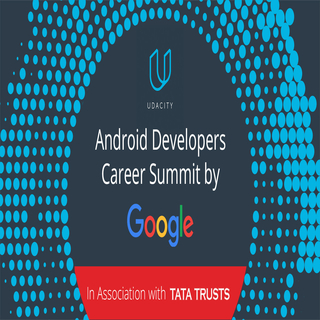 UDACITY
Android Developers
Career Summit by
Google
In Association with TATA TRUSTS